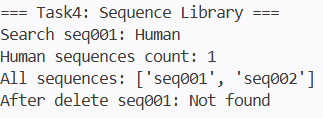 === Task4: Sequence Library ===
Search seq001: Human
Human sequences count: 1
All sequences: ['seq001', 'seq002']
After delete seq001: Not found